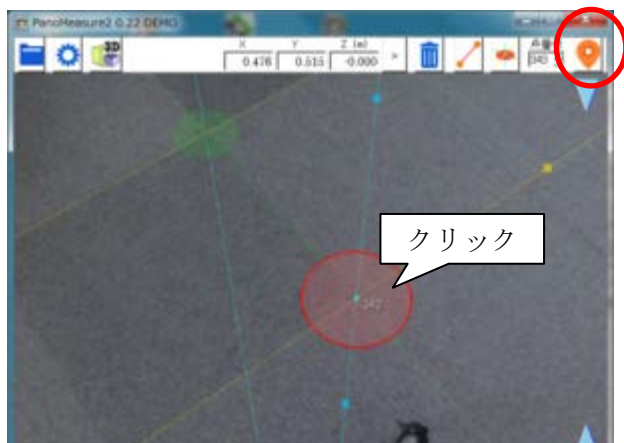 PanoMeasure2 0.22 DEMO
3D
X Y Z (m)
0.476 0.515 -0.000 >
クリック